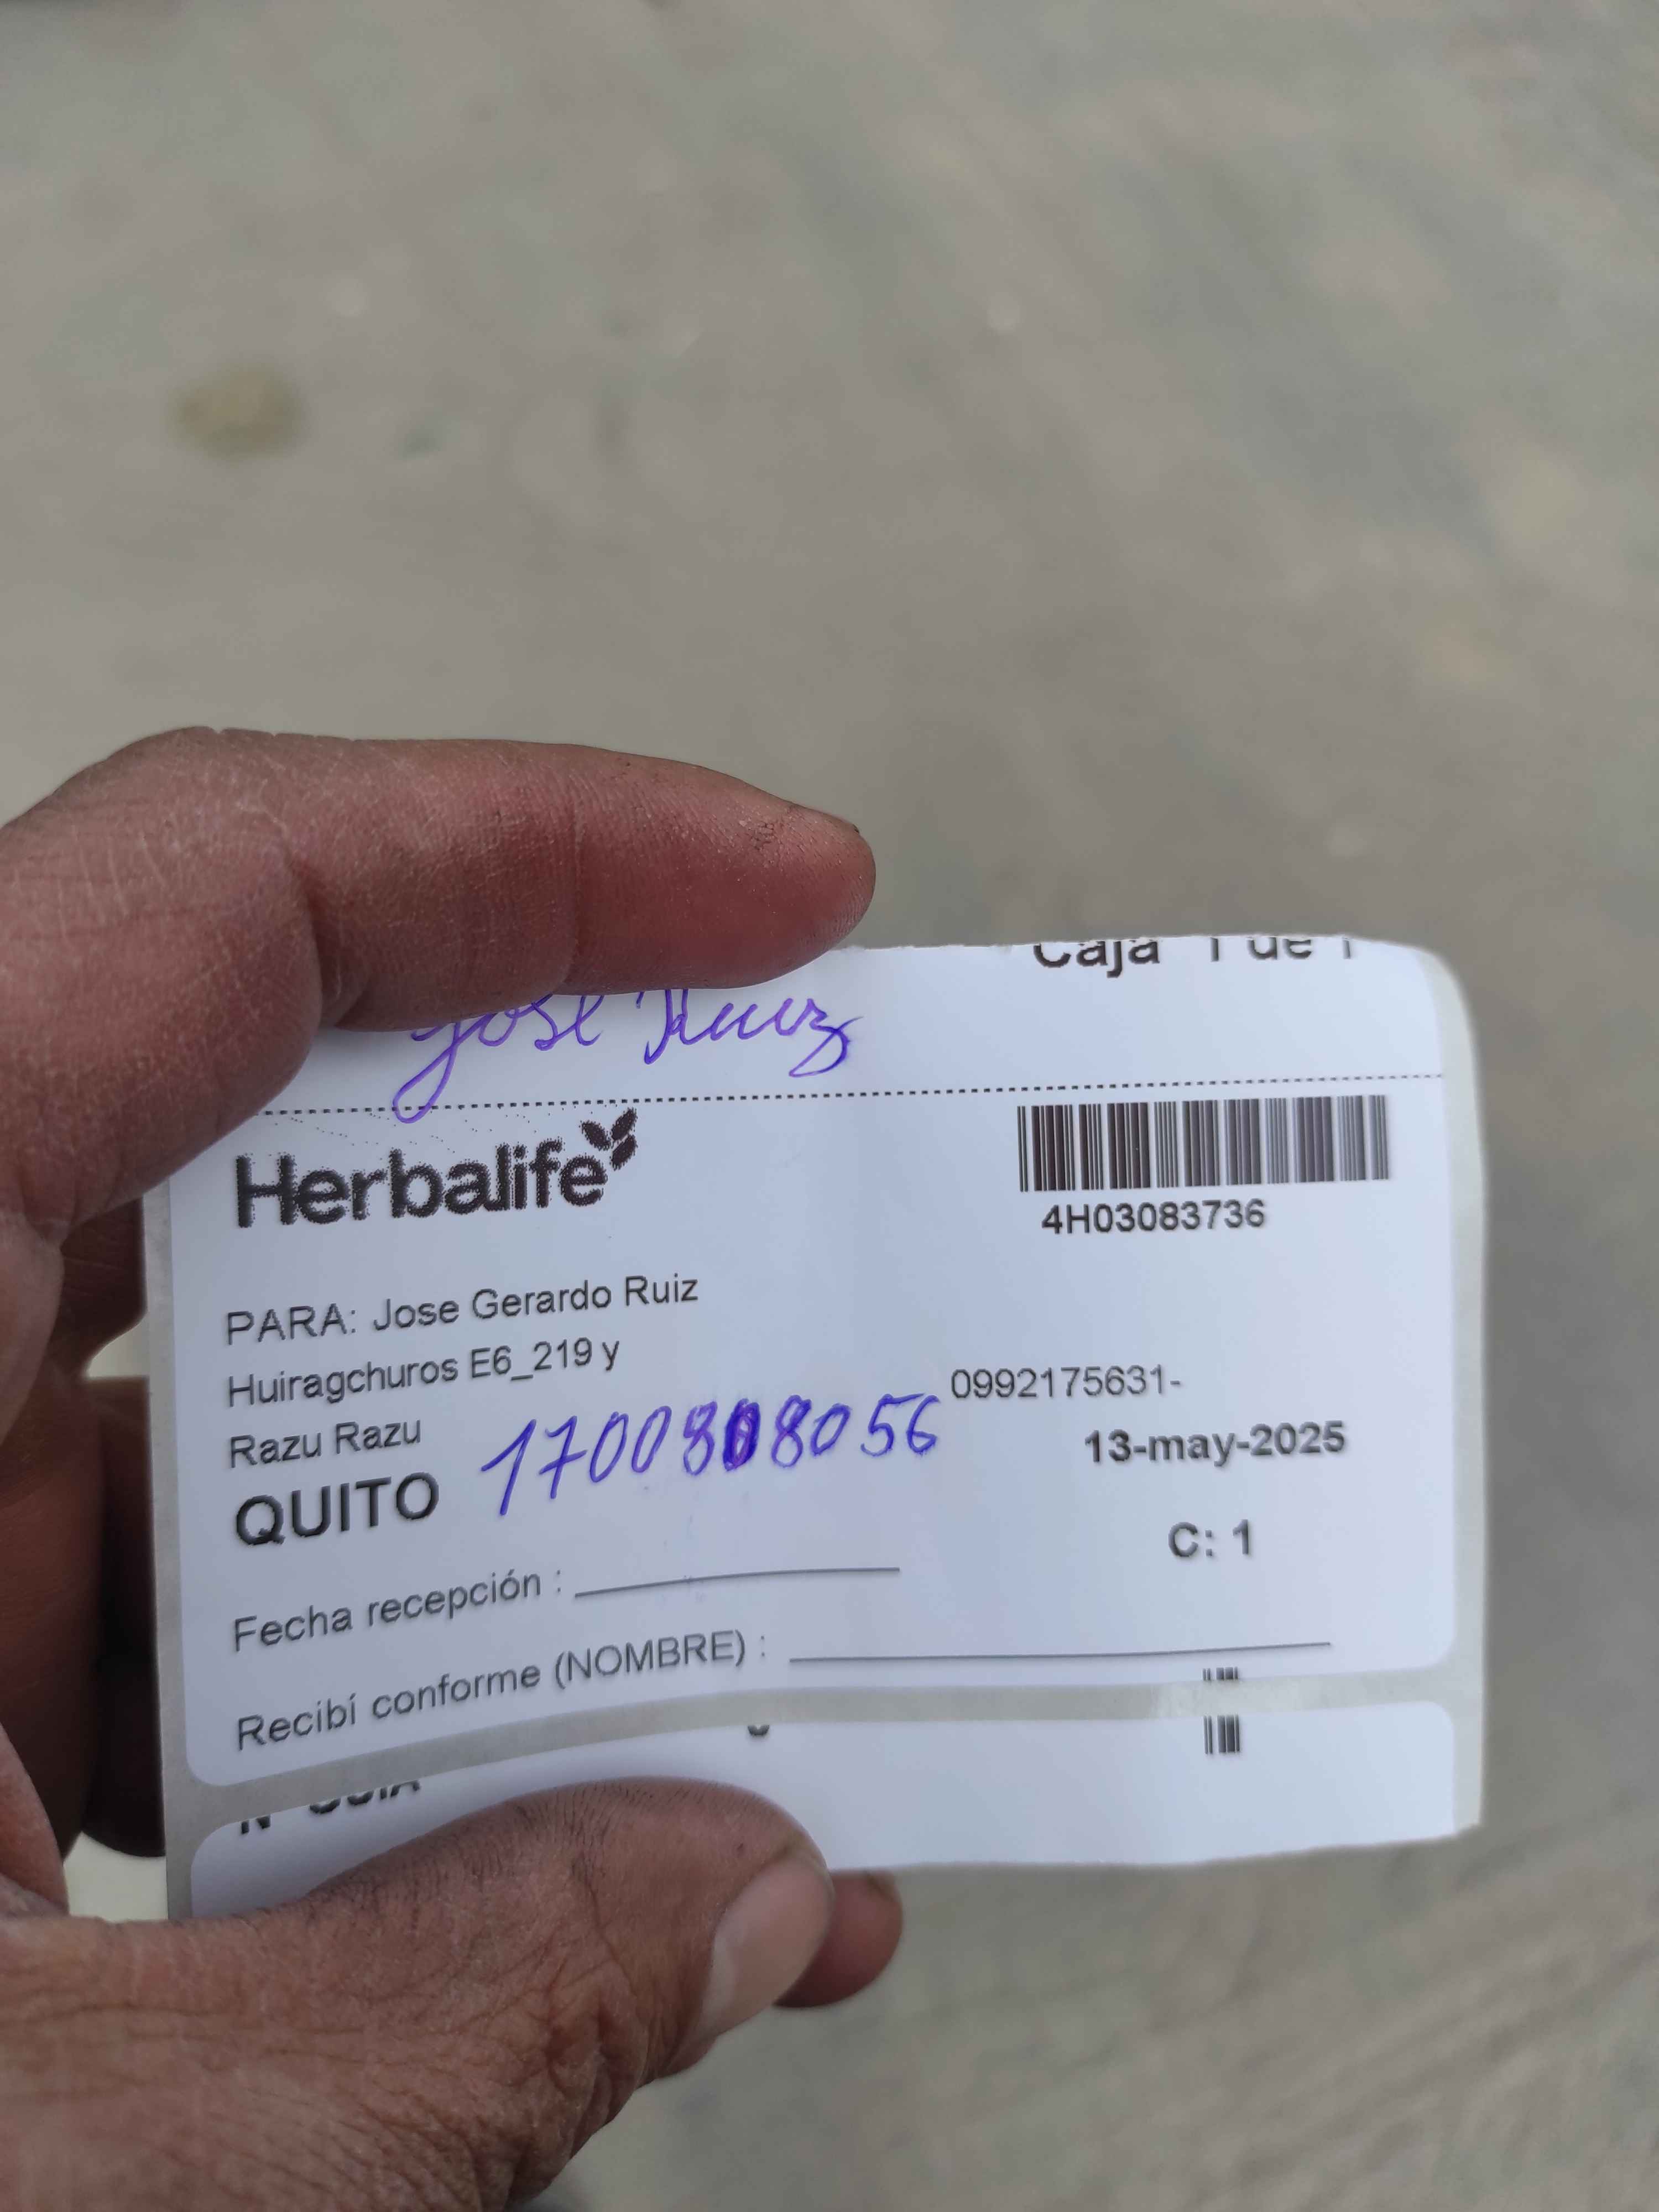 Caja 1 de 1
Jose Ruiz
Herbalife
4H03083736
PARA: Jose Gerardo Ruiz
Huiragchuros E6_219 y
0992175631-
Razu Razu
13-may-2025
QUITO
C: 1
Fecha recepción :
Recibí conforme (NOMBRE) :
N° GUIA